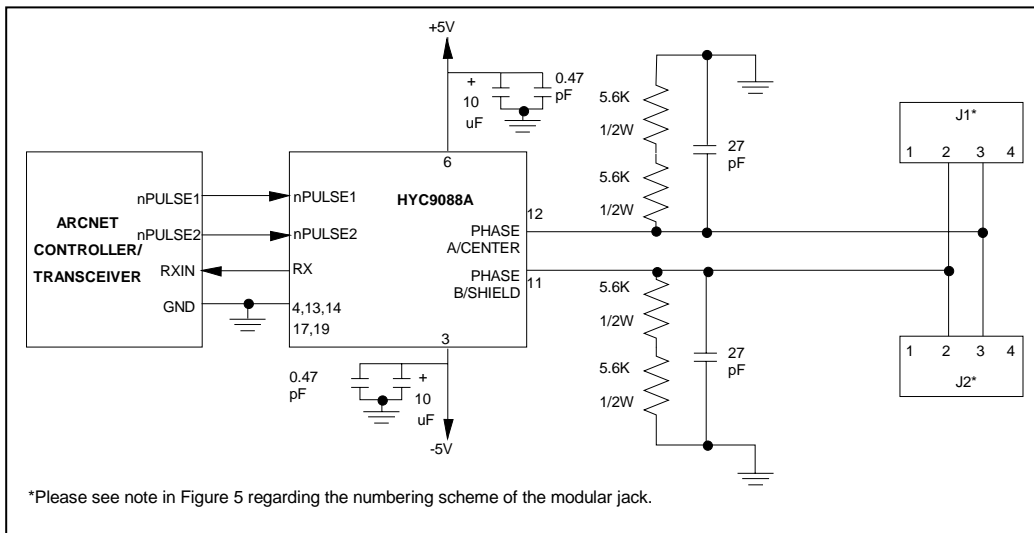 +5V
+
10
uF
0.47
pF
5.6K
1/2W
5.6K
1/2W
27
pF
J1*
1 2 3 4
6
HYC9088A
ARCNET
CONTROLLER/
TRANSCEIVER
nPULSE1
nPULSE2
RXIN
GND
nPULSE1
nPULSE2
RX
4,13,14
17,19
3
12
PHASE
A/CENTER
PHASE
B/SHIELD
11
5.6K
1/2W
5.6K
1/2W
27
pF
1 2 3 4
J2*
0.47
pF
+
10
uF
-5V
*Please see note in Figure 5 regarding the numbering scheme of the modular jack.